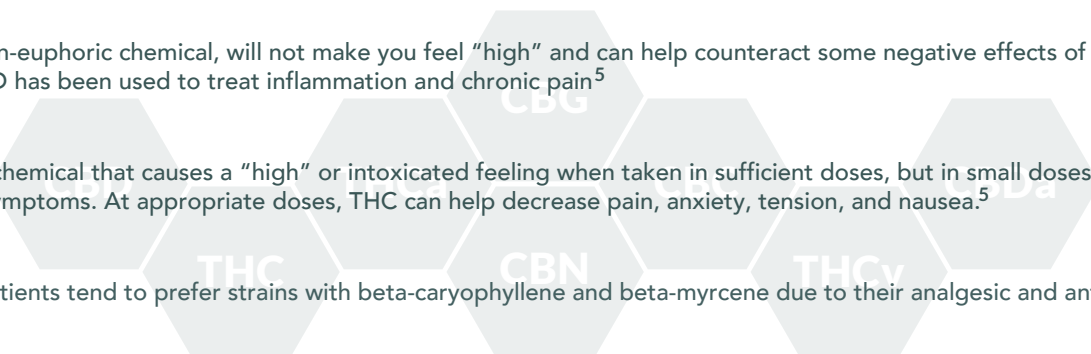 n-euphoric chemical, will not make you feel “high” and can help counteract some negative effects of
D has been used to treat inflammation and chronic pain5
CBG
chemical that causes a “high” or intoxicated feeling when taken in sufficient doses, but in small doses
CBD THCa CBC CBDa
mptoms. At appropriate doses, THC can help decrease pain, anxiety, tension, and nausea.5
THC CBN THCv
tients tend to prefer strains with beta-caryophyllene and beta-myrcene due to their analgesic and an